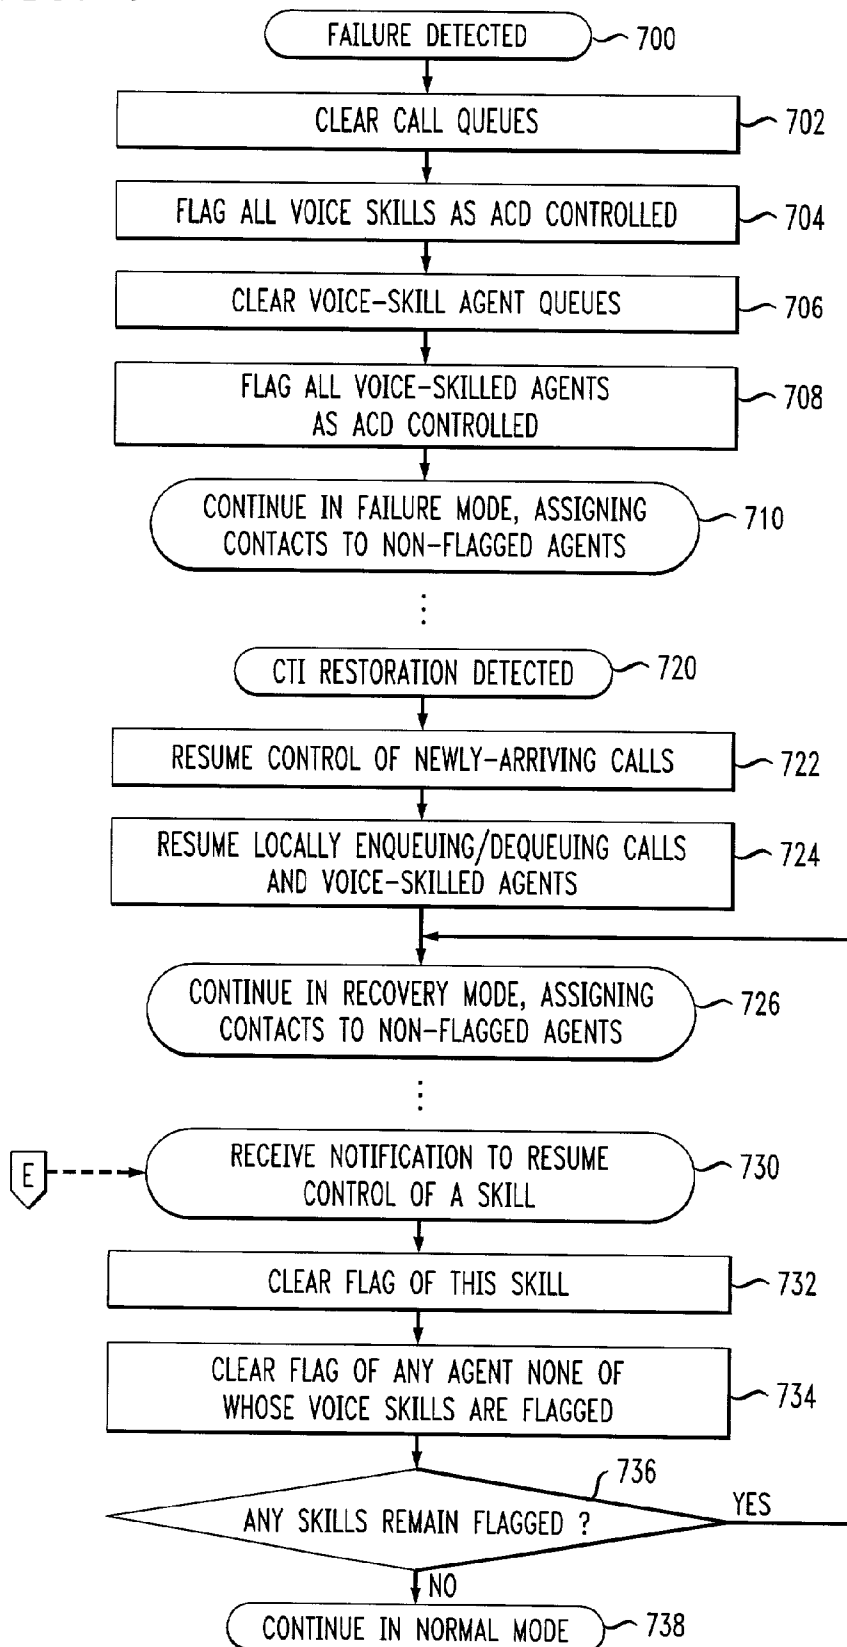 FAILURE DETECTED
700
CLEAR CALL QUEUES
702
FLAG ALL VOICE SKILLS AS ACD CONTROLLED
704
CLEAR VOICE-SKILL AGENT QUEUES
706
FLAG ALL VOICE-SKILLED AGENTS
AS ACD CONTROLLED
708
CONTINUE IN FAILURE MODE, ASSIGNING
CONTACTS TO NON-FLAGGED AGENTS
710
CTI RESTORATION DETECTED
720
RESUME CONTROL OF NEWLY-ARRIVING CALLS
722
RESUME LOCALLY ENQUEUING/DEQUEUING CALLS
AND VOICE-SKILLED AGENTS
724
CONTINUE IN RECOVERY MODE, ASSIGNING
CONTACTS TO NON-FLAGGED AGENTS
726
E
RECEIVE NOTIFICATION TO RESUME
CONTROL OF A SKILL
730
CLEAR FLAG OF THIS SKILL
732
CLEAR FLAG OF ANY AGENT NONE OF
WHOSE VOICE SKILLS ARE FLAGGED
734
736
ANY SKILLS REMAIN FLAGGED ?
YES
NO
CONTINUE IN NORMAL MODE
738